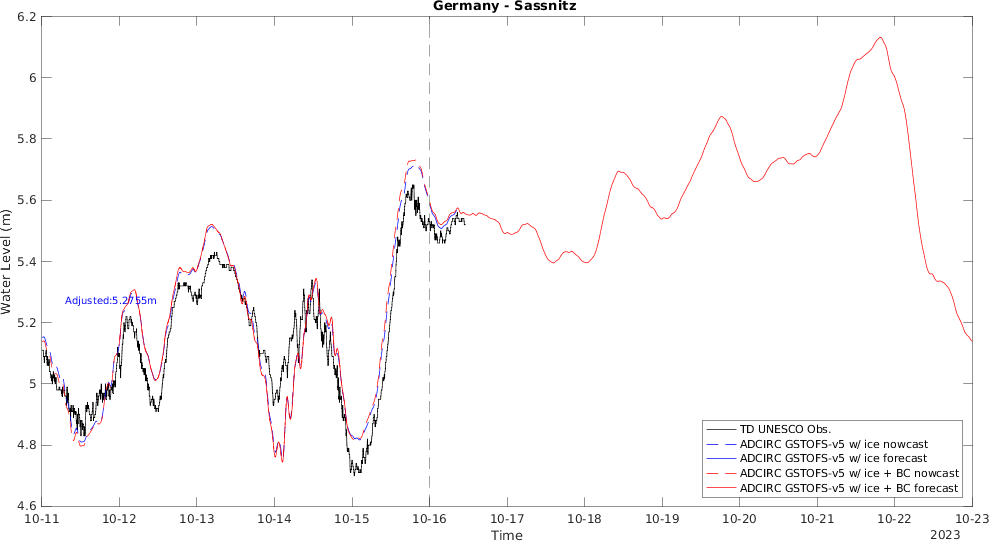 Germany - Sassnitz
6.2
6
5.8
5.6
5.4
5.2
5
4.8
4.6
Water Level (m)
Adjusted:5.2755m
TD UNESCO Obs.
ADCIRC GSTOFS-v5 w/ ice nowcast
ADCIRC GSTOFS-v5 w/ ice forecast
ADCIRC GSTOFS-v5 w/ ice + BC nowcast
ADCIRC GSTOFS-v5 w/ ice + BC forecast
10-11 10-12 10-13 10-14 10-15 10-16 10-17 10-18 10-19 10-20 10-21 10-22 10-23
Time
2023